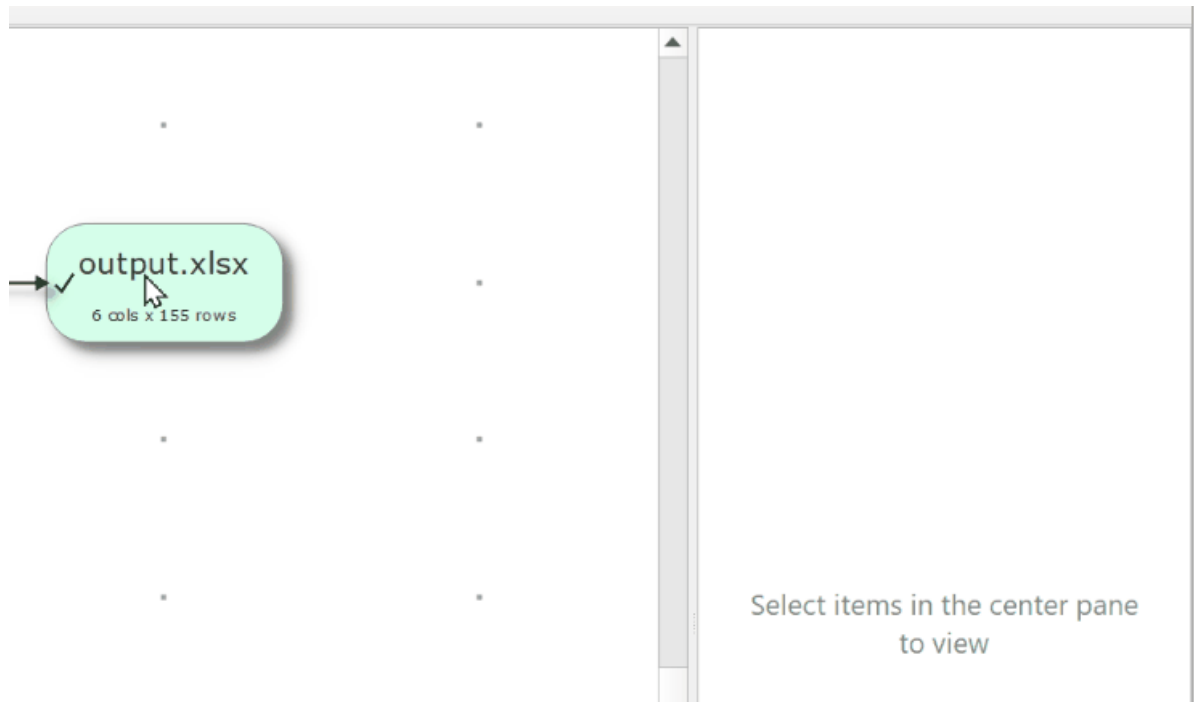 output.xlsx
6 cols x 155 rows
Select items in the center pane
to view